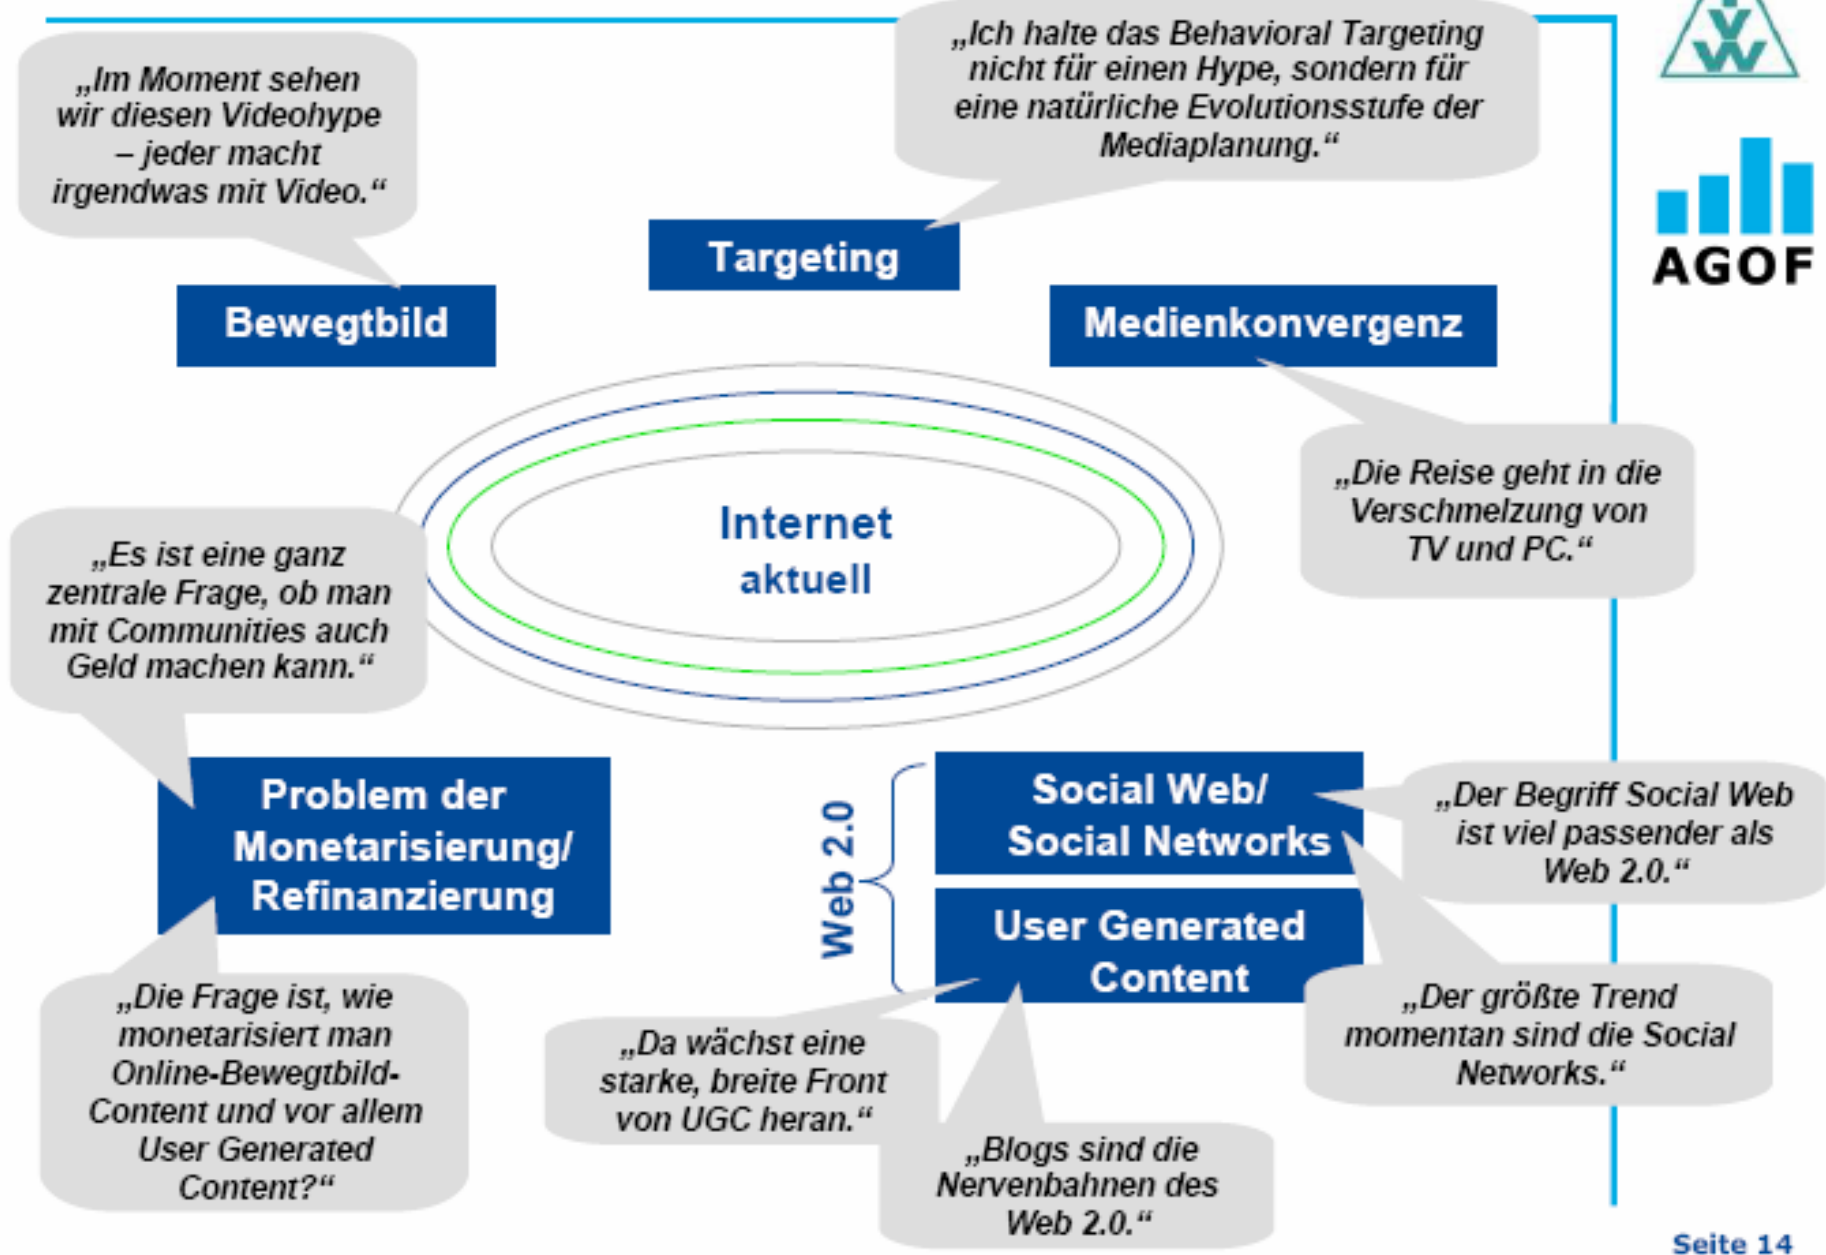 „Im Moment sehen
wir diesen Videohype
– jeder macht
irgendwas mit Video.“
„Ich halte das Behavioral Targeting
nicht für einen Hype, sondern für
eine natürliche Evolutionsstufe der
Mediaplanung.“
IVW
AGOF
Targeting
Bewegtbild
Medienkonvergenz
„Die Reise geht in die
Verschmelzung von
TV und PC.“
Internet
aktuell
„Es ist eine ganz
zentrale Frage, ob man
mit Communities auch
Geld machen kann.“
Problem der
Monetarisierung/
Refinanzierung
„Die Frage ist, wie
monetarisiert man
Online-Bewegtbild-
Content und vor allem
User Generated
Content?“
Web 2.0
Social Web/
Social Networks
User Generated
Content
„Der Begriff Social Web
ist viel passender als
Web 2.0.“
„Der größte Trend
momentan sind die Social
Networks.“
„Da wächst eine
starke, breite Front
von UGC heran.“
„Blogs sind die
Nervenbahnen des
Web 2.0.“
Seite 14